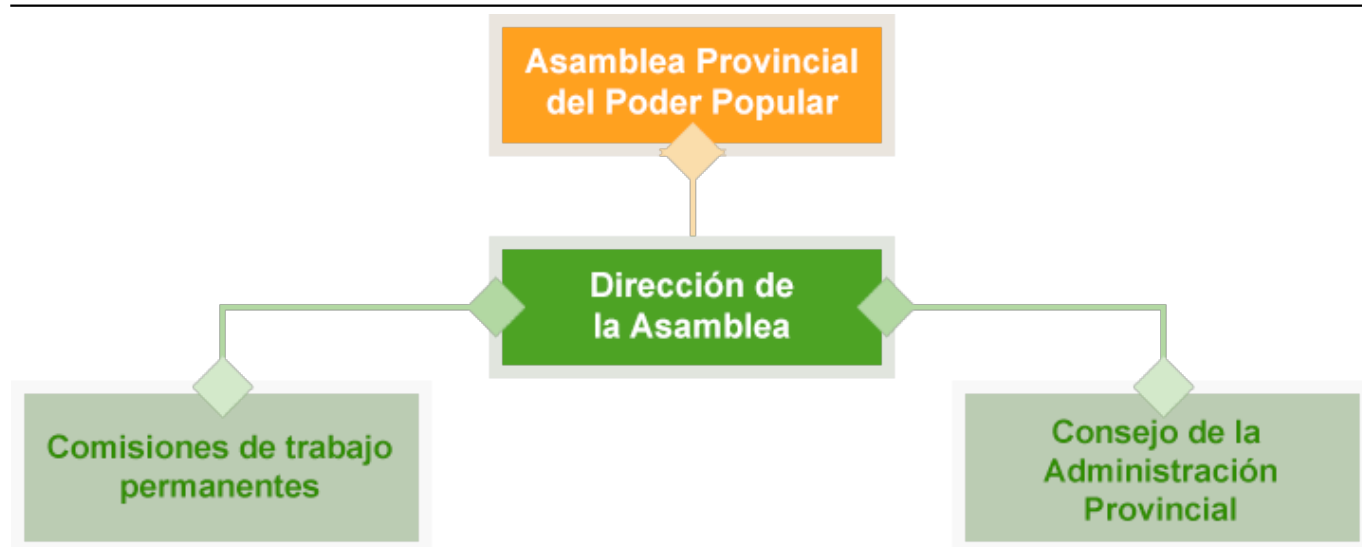 Asamblea Provincial
del Poder Popular
Dirección de
la Asamblea
Comisiones de trabajo
permanentes
Consejo de la
Administración
Provincial